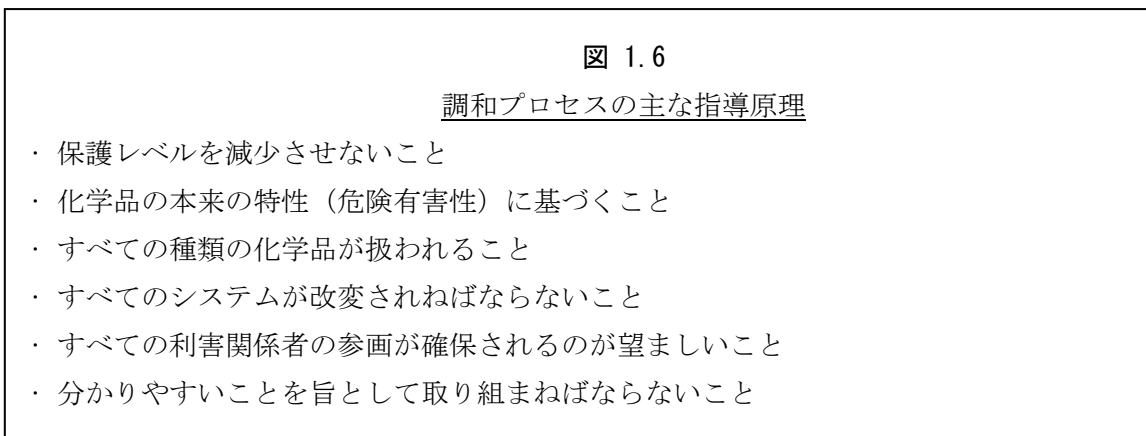 図 1.6
調和プロセスの主な指導原理
· 保護レベルを減少させないこと
· 化学品の本来の特性（危険有害性）に基づくこと
· すべての種類の化学品が扱われること
· すべてのシステムが改変されねばならないこと
· すべての利害関係者の参画が確保されるのが望ましいこと
· 分かりやすいことを旨として取り組まねばならないこと